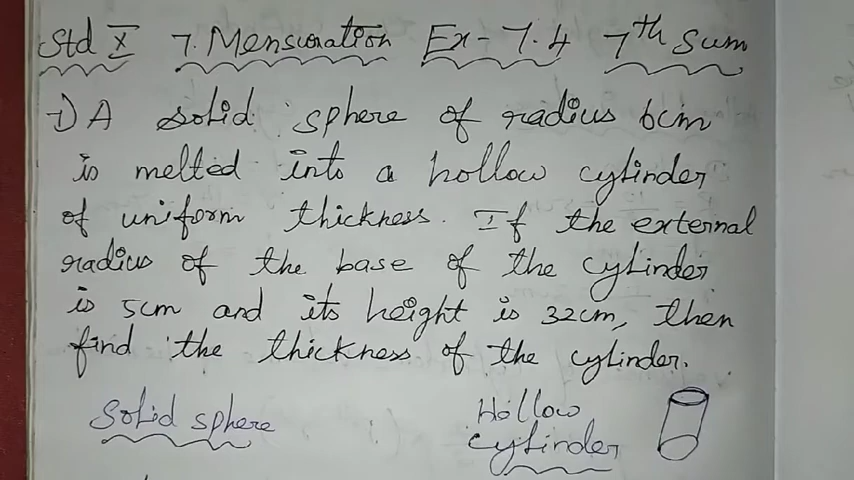 Std X 7. Mensuration Ex - 7.4 7th Sum
7) A solid sphere of radius 6cm
is melted into a hollow cylinder
of uniform thickness. If the external
radius of the base of the cylinder
is 5cm and its height is 32cm, then
find the thickness of the cylinder.
Solid sphere
Hollow
cylinder